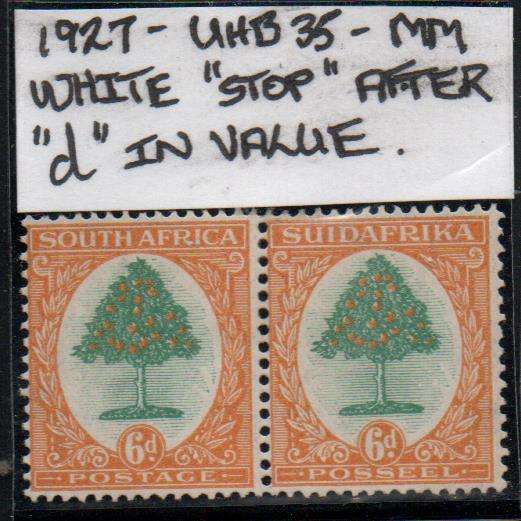 1927 - UHB 35 - MM
WHITE "STOP" AFTER
"d" IN VALUE.
SOUTH AFRICA
SUIDAFRIKA
6d
6d
POSTAGE
POSSEEL